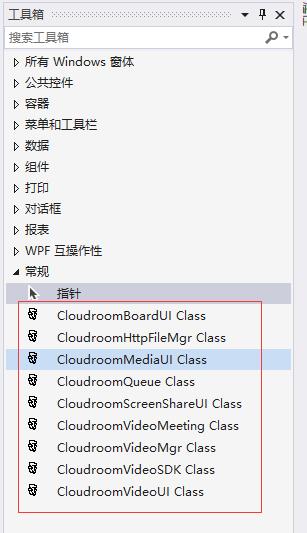 工具箱
搜索工具箱
所有 Windows 窗体
公共控件
容器
菜单和工具栏
数据
组件
打印
对话框
报表
WPF 互操作性
常规
指针
CloudroomBoardUI Class
CloudroomHttpFileMgr Class
CloudroomMediaUI Class
CloudroomQueue Class
CloudroomScreenShareUI Class
CloudroomVideoMeeting Class
CloudroomVideoMgr Class
CloudroomVideoSDK Class
CloudroomVideoUI Class